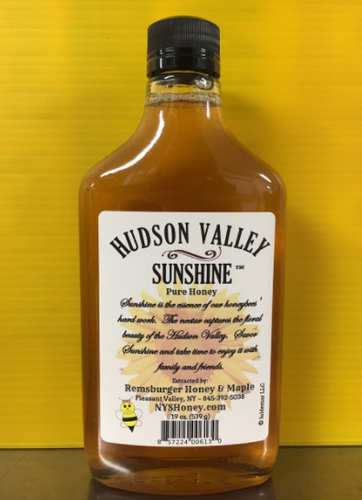 HUDSON VALLEY
SUNSHINE ™
Pure Honey
Sunshine is the essence of our honeybees'
hard work. The nectar captures the floral
beauty of the Hudson Valley. Savor
Sunshine and take time to enjoy it with
family and friends.
Extracted by:
Remsburger Honey & Maple
Pleasant Valley, NY - 845-392-5038
NYSHoney.com
19 oz. (539 g)
8 57224 00613 0